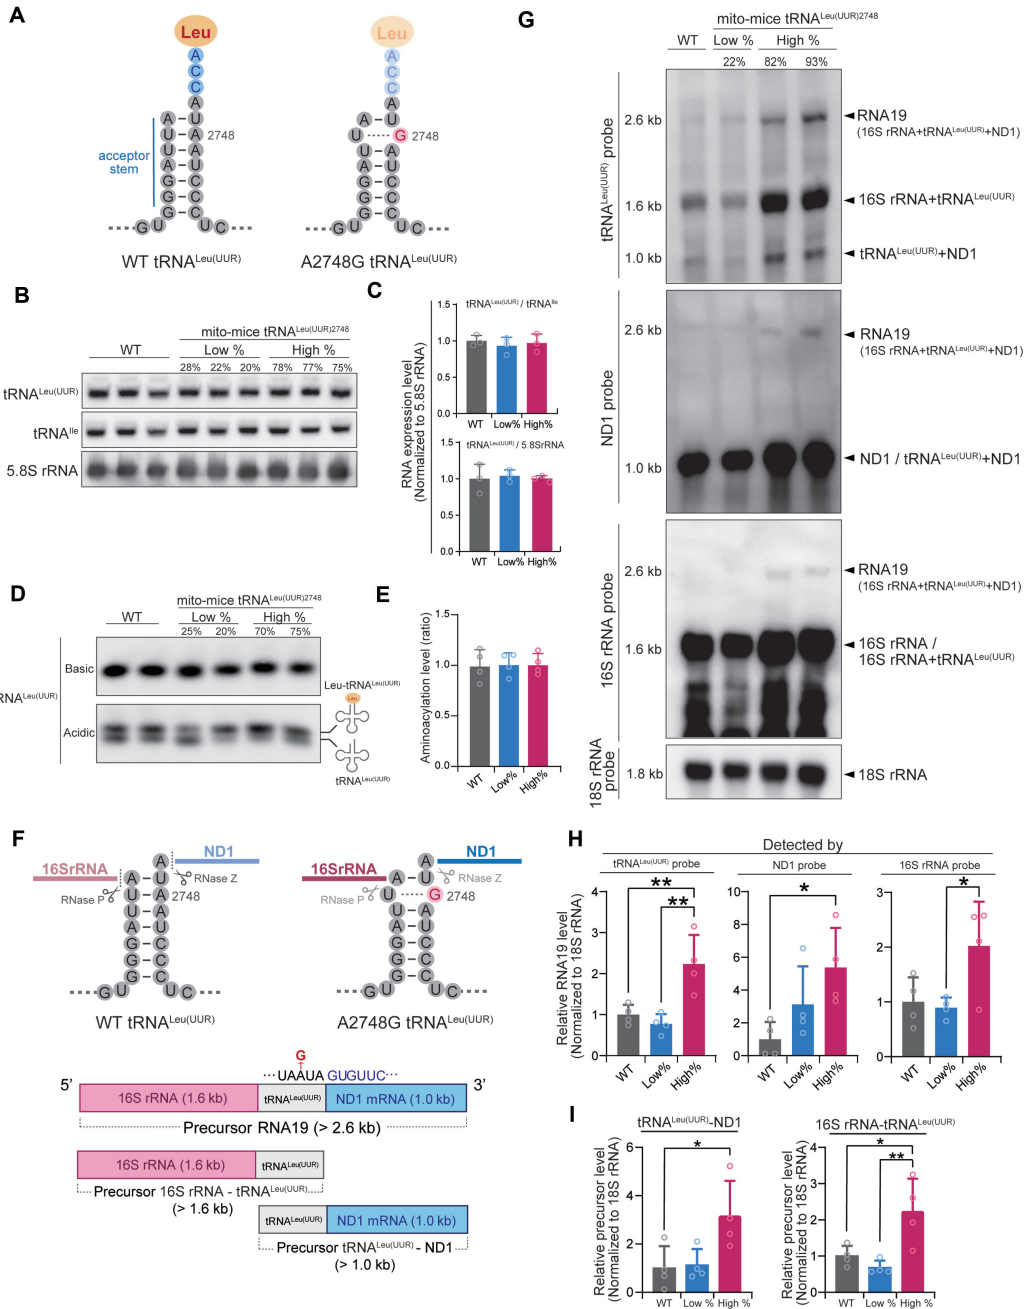 A
Leu
Leu
A
C
C
A
A
C
C
A
A U
U A 2748
U A
A U
G C
G C
G C
G U U C
A U
U G 2748
U A
A U
G C
G C
G C
G U U C
acceptor
stem
WT tRNALeu(UUR)
A2748G tRNALeu(UUR)
B
mito-mice tRNALeu(UUR)2748
WT Low % High %
28% 22% 20% 78% 77% 75%
tRNALeu(UUR)
tRNAIle
5.8S rRNA
C
RNA expression level
(Normalized to 5.8S rRNA)
tRNALeu(UUR) / tRNAIle
1.5
1.0
0.5
0.0
WT Low% High%
tRNALeu(UUR) / 5.8SrRNA
1.5
1.0
0.5
0.0
WT Low% High%
D
mito-mice tRNALeu(UUR)2748
WT Low % High %
25% 20% 70% 75%
RNALeu(UUR)
Basic
Acidic
Leu-tRNALeu(UUR)
Leu
tRNALeu(UUR)
E
Aminoacylation level (ratio)
1.5
1.0
0.5
0.0
WT Low% High%
F
16SrRNA ND1
RNase P RNase Z
2748
WT tRNALeu(UUR)
16SrRNA ND1
RNase P RNase Z
G 2748
A2748G tRNALeu(UUR)
G
5' ···UAAUA GUGUUC··· 3'
16S rRNA (1.6 kb) tRNALeu(UUR) ND1 mRNA (1.0 kb)
Precursor RNA19 (> 2.6 kb)
16S rRNA (1.6 kb) tRNALeu(UUR)
Precursor 16S rRNA - tRNALeu(UUR)
(> 1.6 kb)
tRNALeu(UUR) ND1 mRNA (1.0 kb)
Precursor tRNALeu(UUR) - ND1
(> 1.0 kb)
G
mito-mice tRNALeu(UUR)2748
WT Low % High %
22% 82% 93%
tRNALeu(UUR) probe
2.6 kb
1.6 kb
1.0 kb
RNA19
(16S rRNA+tRNALeu(UUR)+ND1)
16S rRNA+tRNALeu(UUR)
tRNALeu(UUR)+ND1
ND1 probe
2.6 kb
1.0 kb
RNA19
(16S rRNA+tRNALeu(UUR)+ND1)
ND1 / tRNALeu(UUR)+ND1
16S rRNA probe
2.6 kb
1.6 kb
RNA19
(16S rRNA+tRNALeu(UUR)+ND1)
16S rRNA /
16S rRNA+tRNALeu(UUR)
18S rRNA
probe
1.8 kb
18S rRNA
H
Detected by
tRNALeu(UUR) probe ND1 probe 16S rRNA probe
Relative RNA19 level
(Normalized to 18S rRNA)
4
3
2
1
0
**
**
WT Low% High%
10
8
6
4
2
0
*
WT Low% High%
3
2
1
0
*
WT Low% High%
I
tRNALeu(UUR)-ND1
Relative precursor level
(Normalized to 18S rRNA)
6
4
2
0
*
WT Low % High %
16S rRNA-tRNALeu(UUR)
Relative precursor level
(Normalized to 18S rRNA)
4
3
2
1
0
*
**
WT Low % High %